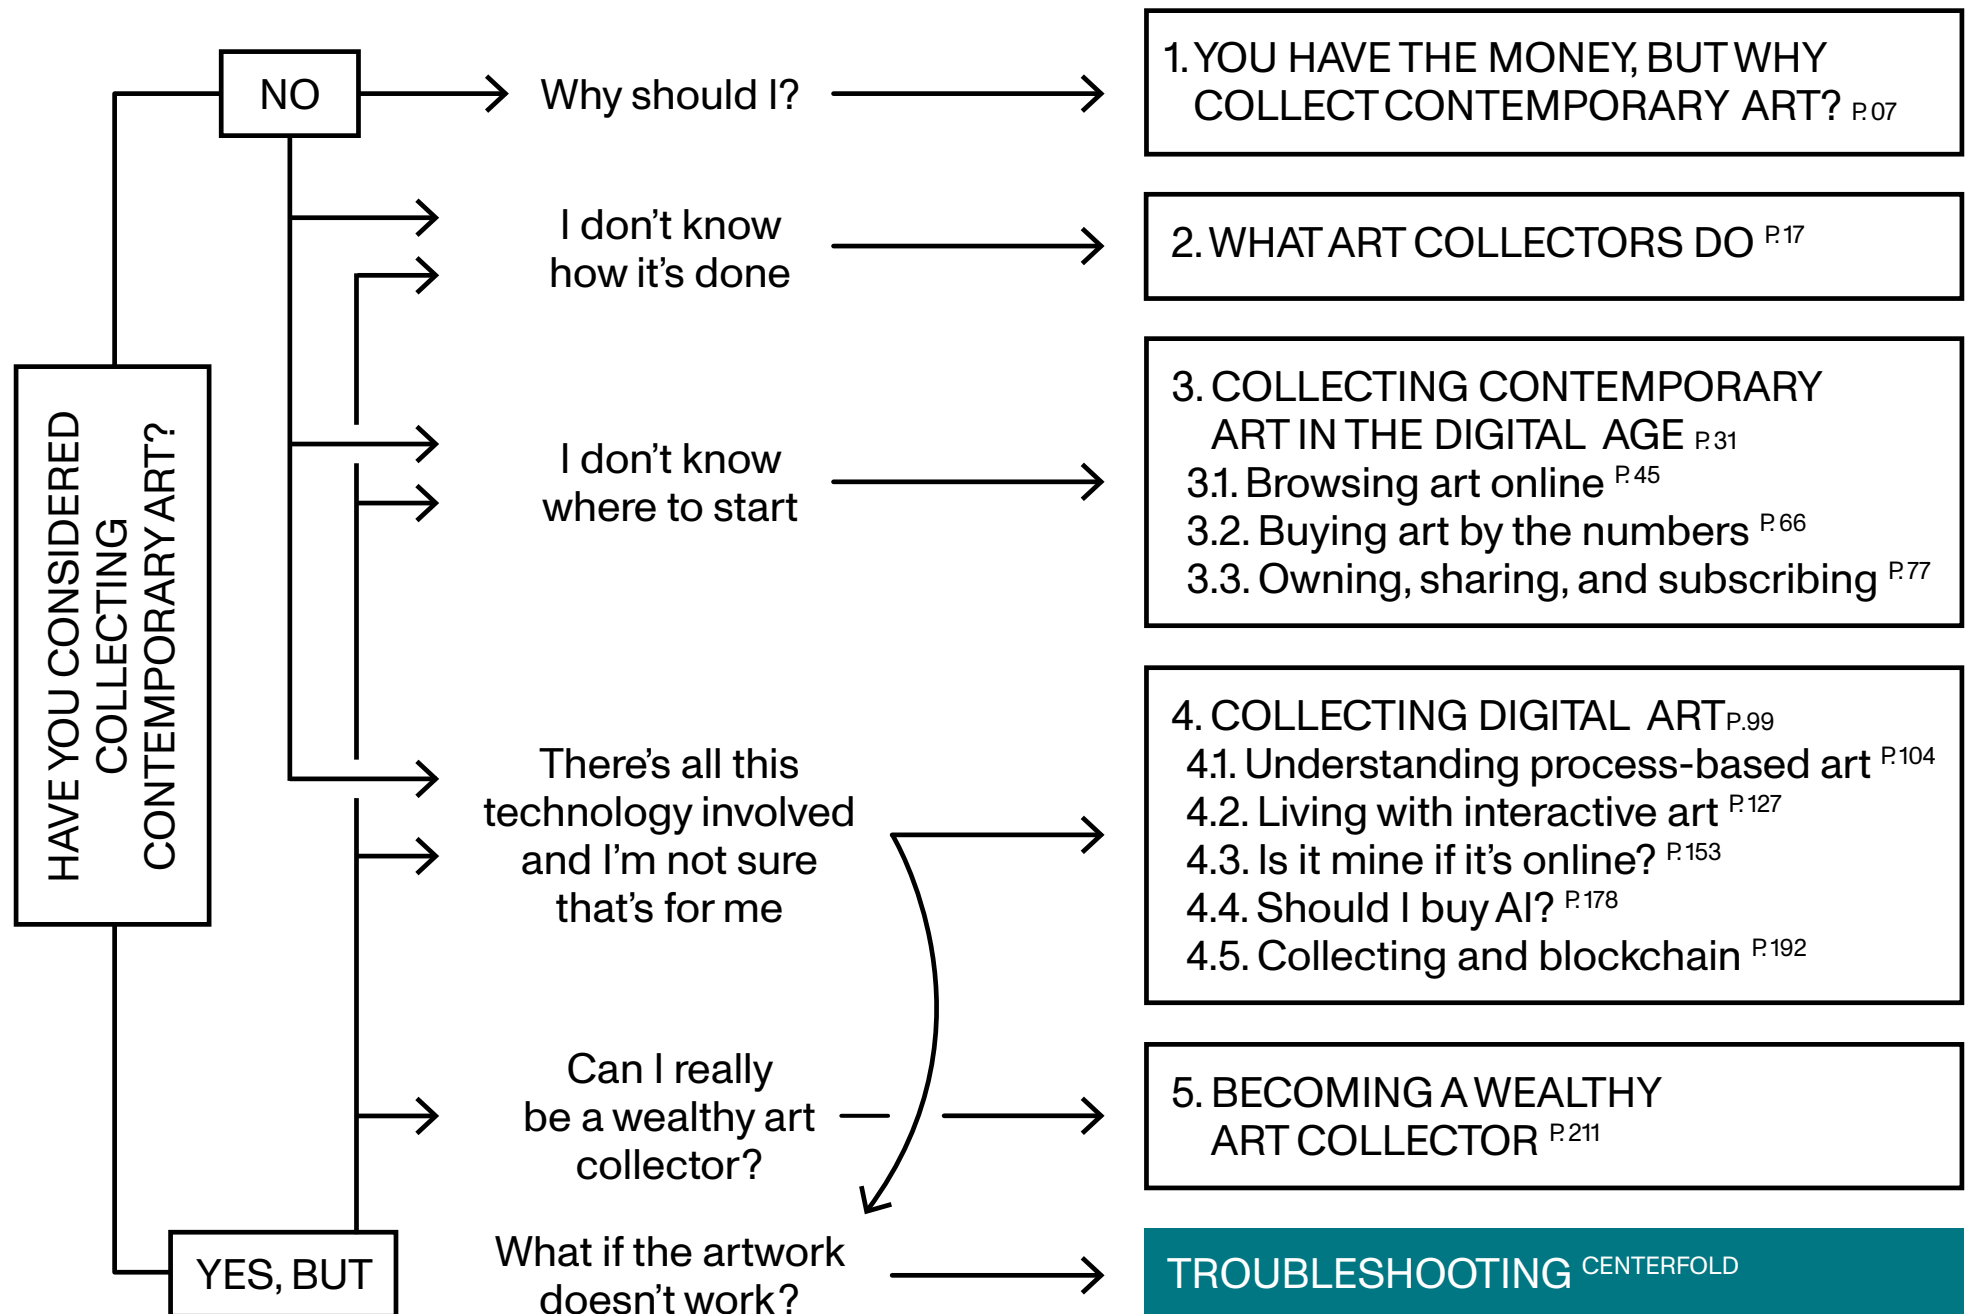 HAVE YOU CONSIDERED
COLLECTING
CONTEMPORARY ART?
NO
Why should I?
1. YOU HAVE THE MONEY, BUT WHY
COLLECT CONTEMPORARY ART? P.07
I don't know
how it's done
2. WHAT ART COLLECTORS DO P.17
I don't know
where to start
3. COLLECTING CONTEMPORARY
ART IN THE DIGITAL AGE P.31
3.1. Browsing art online P.45
3.2. Buying art by the numbers P.66
3.3. Owning, sharing, and subscribing P.77
There's all this
technology involved
and I'm not sure
that's for me
4. COLLECTING DIGITAL ART P.99
4.1. Understanding process-based art P.104
4.2. Living with interactive art P.127
4.3. Is it mine if it's online? P.153
4.4. Should I buy AI? P.178
4.5. Collecting and blockchain P.192
Can I really
be a wealthy art
collector?
5. BECOMING A WEALTHY
ART COLLECTOR P.211
YES, BUT
What if the artwork
doesn't work?
TROUBLESHOOTING CENTERFOLD